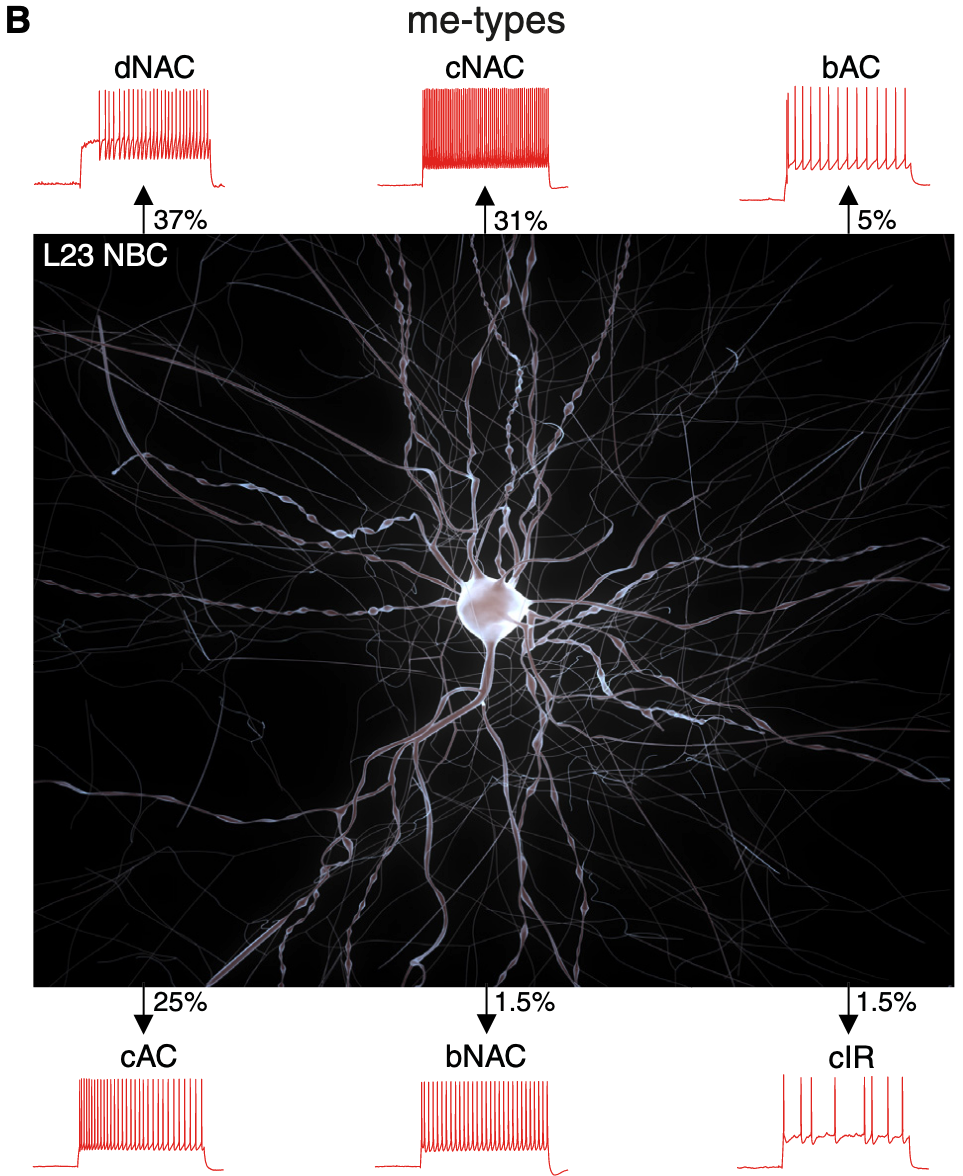 B
me-types
dNAC cNAC bAC
37% 31% 5%
L23 NBC
25% 1.5% 1.5%
cAC bNAC cIR